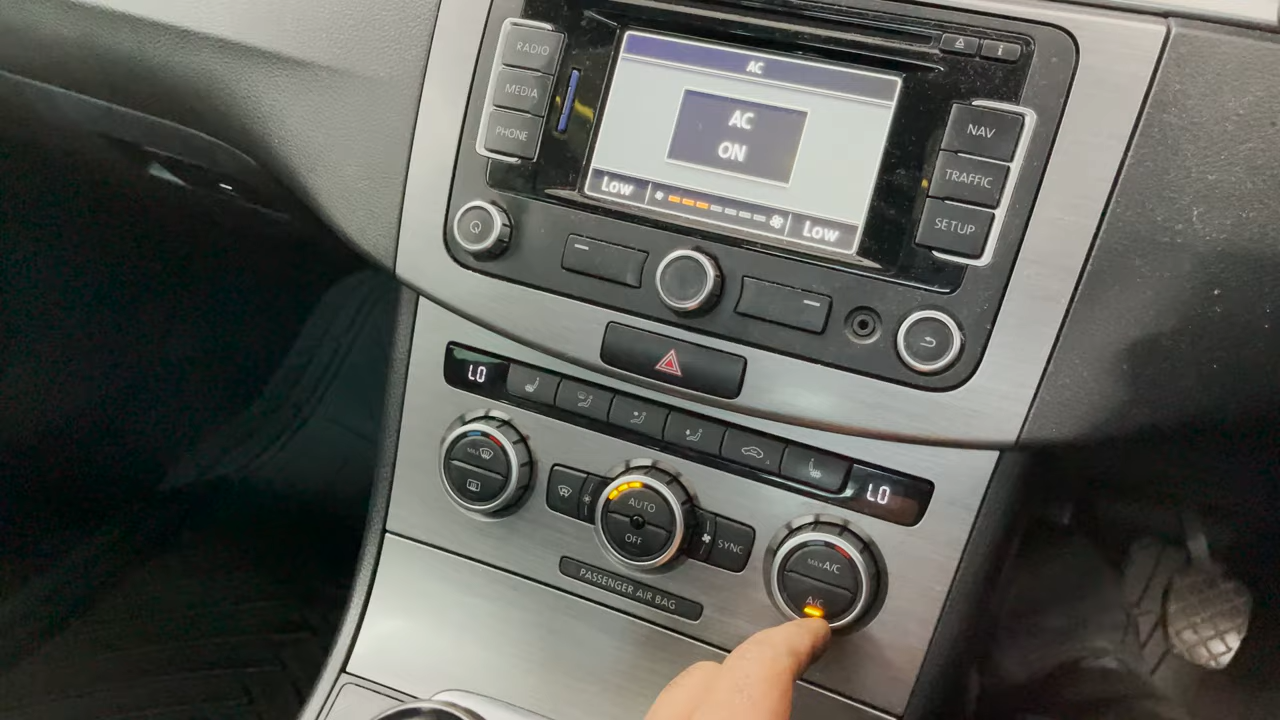 RADIO
MEDIA
PHONE
AC
AC
ON
Low
Low
i
NAV
TRAFFIC
SETUP
LO
LO
MAX
AUTO
OFF
SYNC
MAX A/C
A/C
PASSENGER AIR BAG